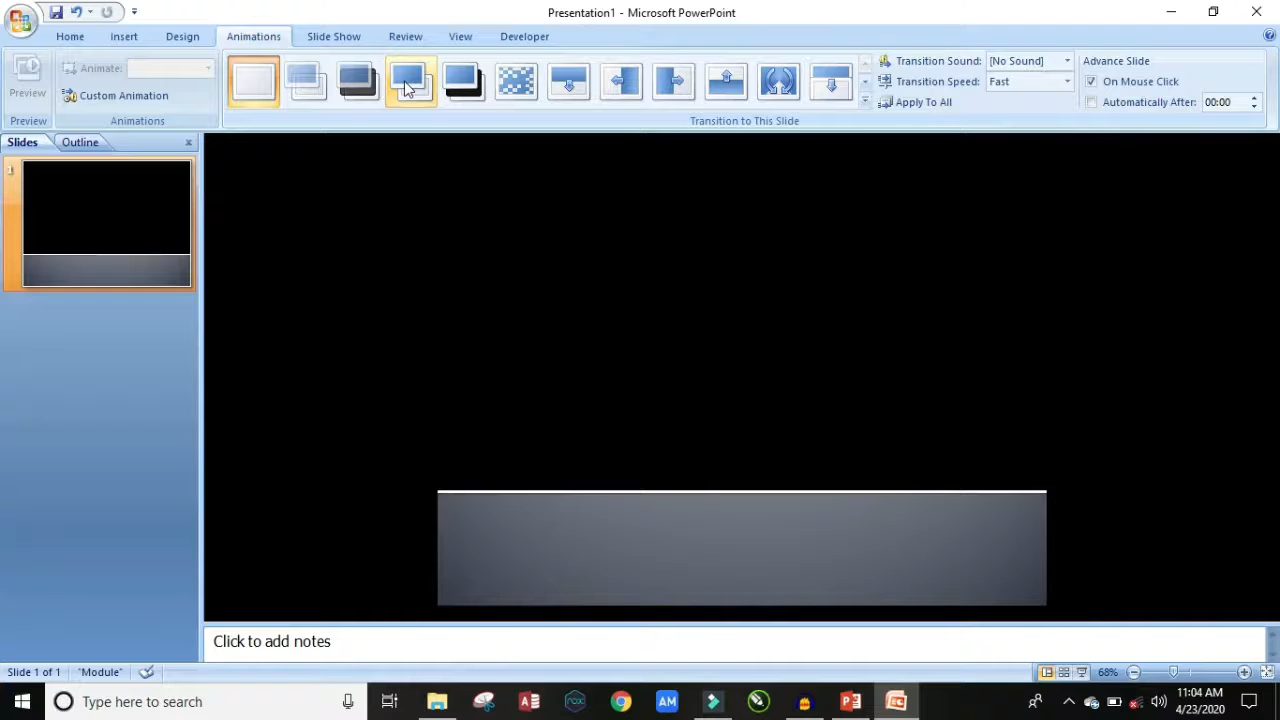 Presentation1 - Microsoft PowerPoint
Home Insert Design Animations Slide Show Review View Developer
Preview
Preview
Animate:
Custom Animation
Animations
Transition to This Slide
Transition Sound: [No Sound]
Transition Speed: Fast
Apply To All
Advance Slide
On Mouse Click
Automatically After: 00:00
Slides Outline
1
Click to add notes
Slide 1 of 1 "Module" 68%
Type here to search
nox
AM
11:04 AM
4/23/2020